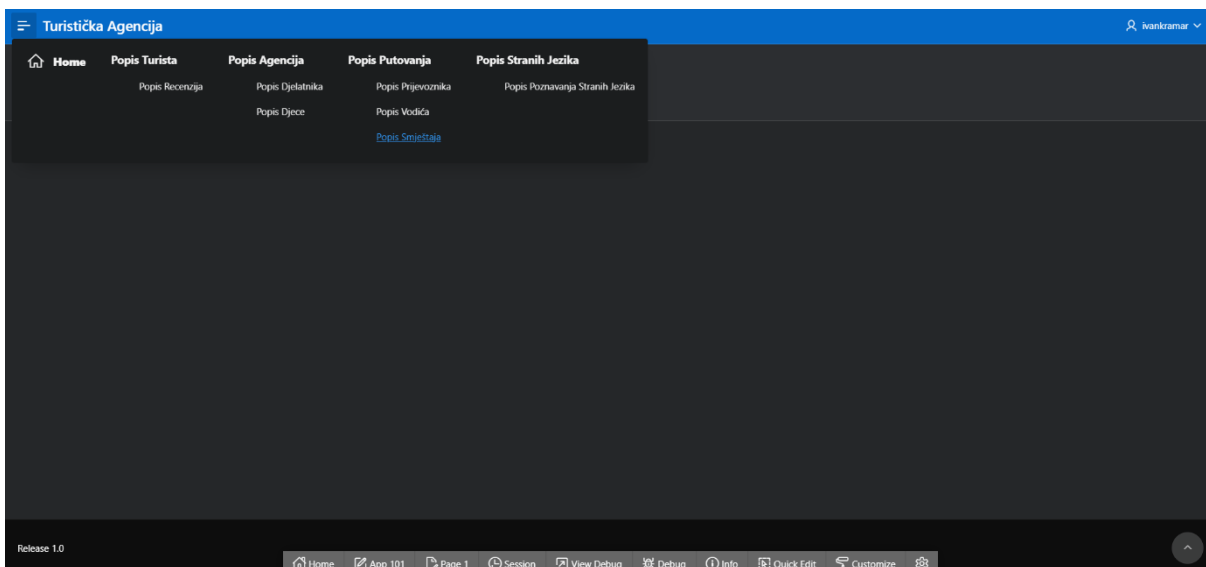 Turistička Agencija
ivankramar
Home Popis Turista Popis Agencija Popis Putovanja Popis Stranih Jezika
Popis Recenzija Popis Djelatnika Popis Prijevoznika Popis Poznavanja Stranih Jezika
Popis Djece Popis Vodića
Popis Smještaja
Release 1.0
Home App 101 Page 1 Session View Debug Debug Info Quick Edit Customize